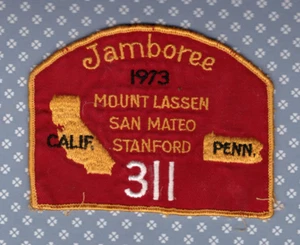 Jamboree
1973
MOUNT LASSEN
SAN MATEO
CALIF. STANFORD PENN.
311